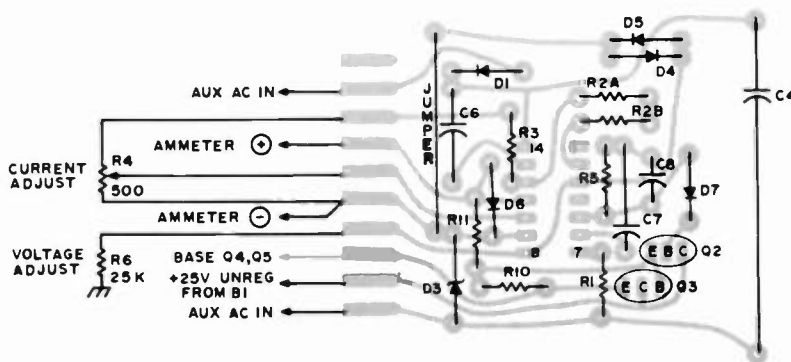 D5
D4
AUX AC IN
D1
JUMPER
C6
R2A
R2B
C4
AMMETER +
R3
14
CURRENT
ADJUST
R4
500
C8
R5
D7
D6
AMMETER -
R11
C7
VOLTAGE
ADJUST
R6
25K
BASE Q4,Q5
8
7
E B C
Q2
+25V UNREG
FROM B1
D3
R10
R1
E C B
Q3
AUX AC IN